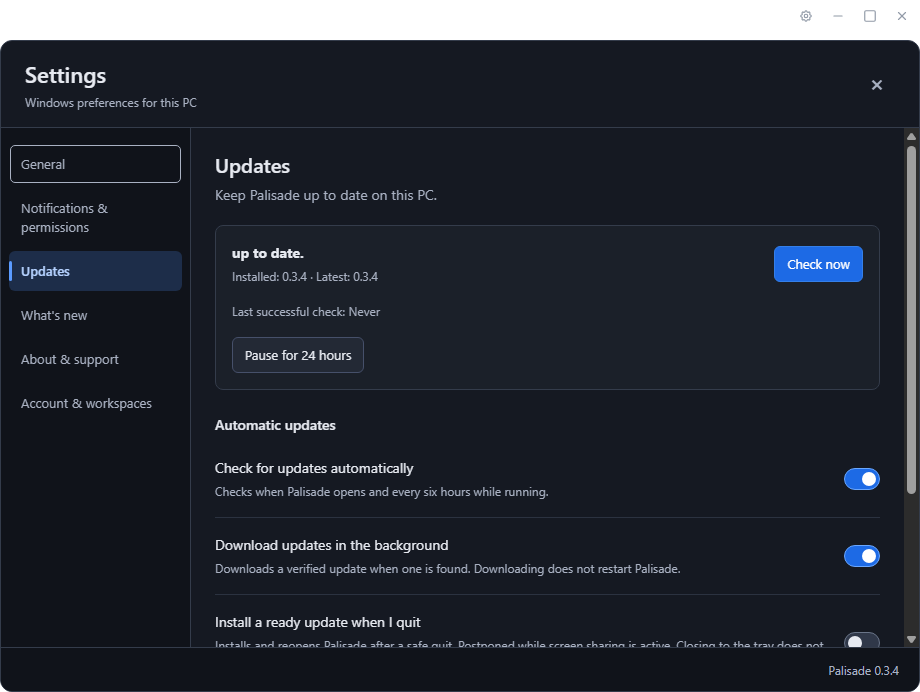 Settings
Windows preferences for this PC
General
Notifications &
permissions
Updates
What's new
About & support
Account & workspaces
Updates
Keep Palisade up to date on this PC.
up to date.
Installed: 0.3.4 · Latest: 0.3.4
Check now
Last successful check: Never
Pause for 24 hours
Automatic updates
Check for updates automatically
Checks when Palisade opens and every six hours while running.
Download updates in the background
Downloads a verified update when one is found. Downloading does not restart Palisade.
Install a ready update when I quit
Installs and reopens Palisade after a safe quit. Postponed while screen sharing is active. Closing to the tray does not
Palisade 0.3.4